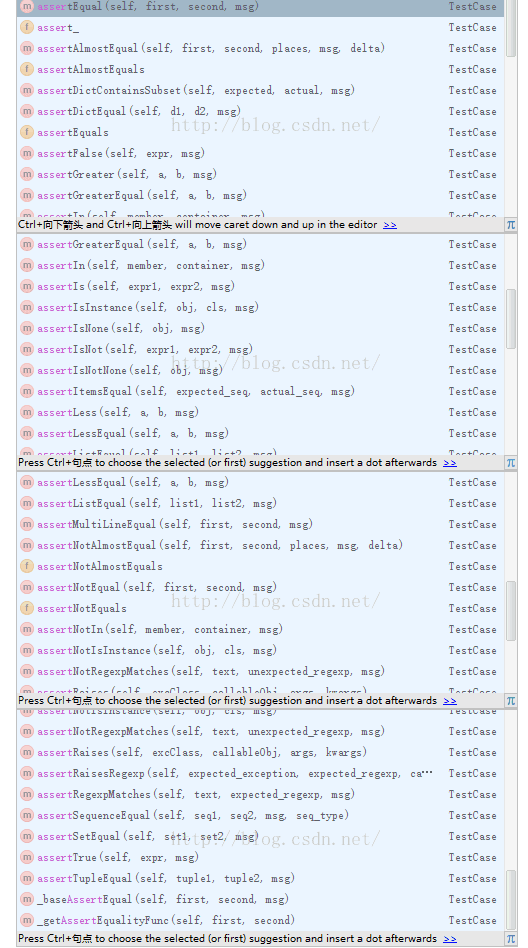 assertEqual(self, first, second, msg) TestCase
f assert_ TestCase
m assertAlmostEqual(self, first, second, places, msg, delta) TestCase
f assertAlmostEquals TestCase
m assertDictContainsSubset(self, expected, actual, msg) TestCase
m assertDictEqual(self, d1, d2, msg) TestCase
http://blog.csdn.net/
f assertEquals TestCase
m assertFalse(self, expr, msg) TestCase
m assertGreater(self, a, b, msg) TestCase
m assertGreaterEqual(self, a, b, msg) TestCase
m assertIn(self, member, container, msg) TestCase
Ctrl+向下箭头 and Ctrl+向上箭头 will move caret down and up in the editor >> π
m assertGreaterEqual(self, a, b, msg) TestCase
m assertIn(self, member, container, msg) TestCase
m assertIs(self, expr1, expr2, msg) TestCase
m assertIsInstance(self, obj, cls, msg) TestCase
m assertIsNone(self, obj, msg) TestCase
m assertIsNot(self, expr1, expr2, msg) TestCase
http://blog.csdn.net/
m assertIsNotNone(self, obj, msg) TestCase
m assertItemsEqual(self, expected_seq, actual_seq, msg) TestCase
m assertLess(self, a, b, msg) TestCase
m assertLessEqual(self, a, b, msg) TestCase
m assertListEqual(self, list1, list2, msg) TestCase
Press Ctrl+句点 to choose the selected (or first) suggestion and insert a dot afterwards >> π
m assertLessEqual(self, a, b, msg) TestCase
m assertListEqual(self, list1, list2, msg) TestCase
m assertMultiLineEqual(self, first, second, msg) TestCase
m assertNotAlmostEqual(self, first, second, places, msg, delta) TestCase
f assertNotAlmostEquals TestCase
m assertNotEqual(self, first, second, msg) TestCase
http://blog.csdn.net/
f assertNotEquals TestCase
m assertNotIn(self, member, container, msg) TestCase
m assertNotIsInstance(self, obj, cls, msg) TestCase
m assertNotRegexpMatches(self, text, unexpected_regexp, msg) TestCase
m assertRaises(self, excClass, callableObj, args, kwargs) TestCase
Press Ctrl+句点 to choose the selected (or first) suggestion and insert a dot afterwards >> π
m assertNotIsInstance(self, obj, cls, msg) TestCase
m assertNotRegexpMatches(self, text, unexpected_regexp, msg) TestCase
m assertRaises(self, excClass, callableObj, args, kwargs) TestCase
m assertRaisesRegexp(self, expected_exception, expected_regexp, ca… TestCase
m assertRegexpMatches(self, text, expected_regexp, msg) TestCase
m assertSequenceEqual(self, seq1, seq2, msg, seq_type) TestCase
m assertSetEqual(self, set1, set2, msg) TestCase
http://blog.csdn.net/
m assertTrue(self, expr, msg) TestCase
m assertTupleEqual(self, tuple1, tuple2, msg) TestCase
m _baseAssertEqual(self, first, second, msg) TestCase
m _getAssertEqualityFunc(self, first, second) TestCase
Press Ctrl+句点 to choose the selected (or first) suggestion and insert a dot afterwards >> π